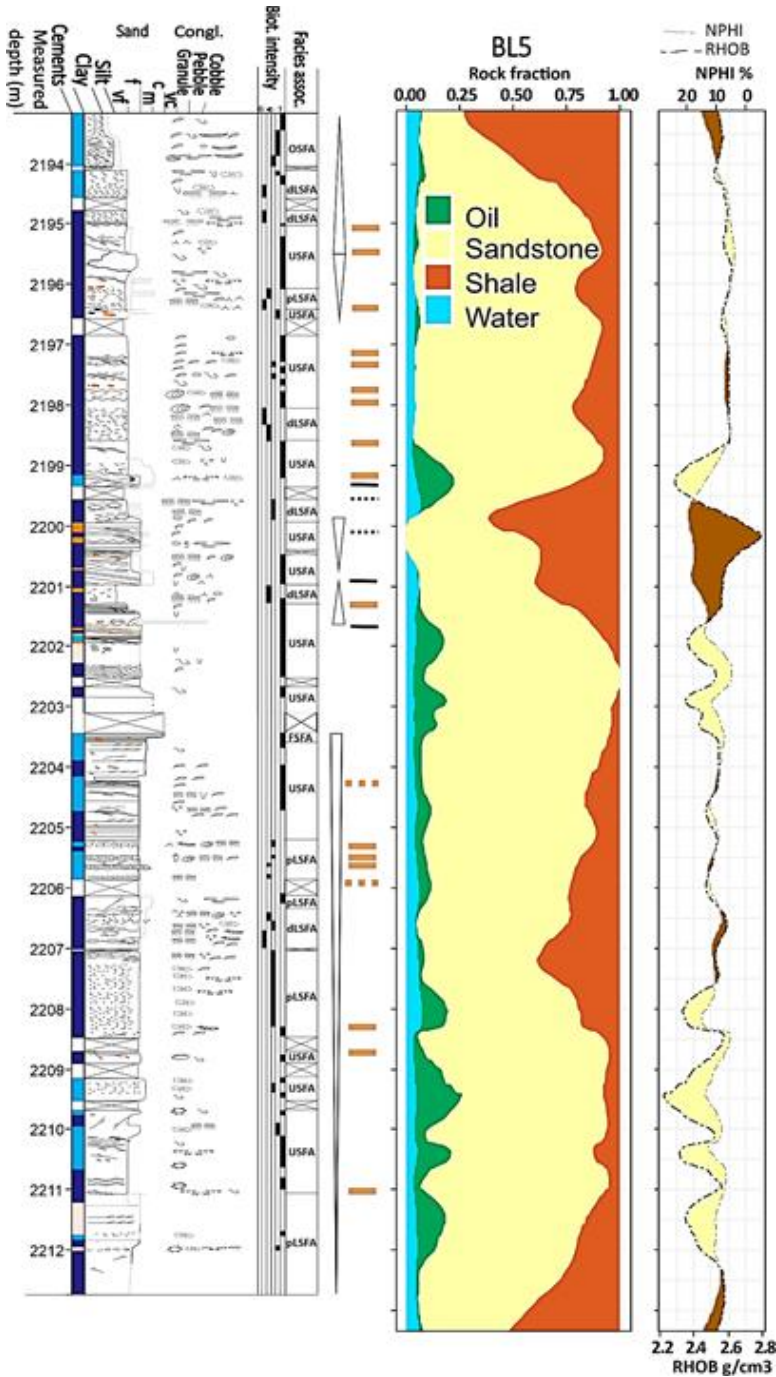 Measured
depth (m)
Cements
Clay
Silt
Sand
vf
f
m
c
vc
Congl.
Granule
Pebble
Cobble
Biot. intensity
Facies assoc.
BL5
Rock fraction
0.00 0.25 0.50 0.75 1.00
NPHI
RHOB
NPHI %
20 10 0
2194
2195
2196
2197
2198
2199
2200
2201
2202
2203
2204
2205
2206
2207
2208
2209
2210
2211
2212
OSFA
dLSFA
dLSFA
USFA
pLSFA
USFA
USFA
dLSFA
USFA
dLSFA
USFA
USFA
dLSFA
USFA
USFA
FSFA
USFA
pLSFA
pLSFA
dLSFA
pLSFA
USFA
USFA
USFA
pLSFA
Oil
Sandstone
Shale
Water
2.2 2.4 2.6 2.8
RHOB g/cm3